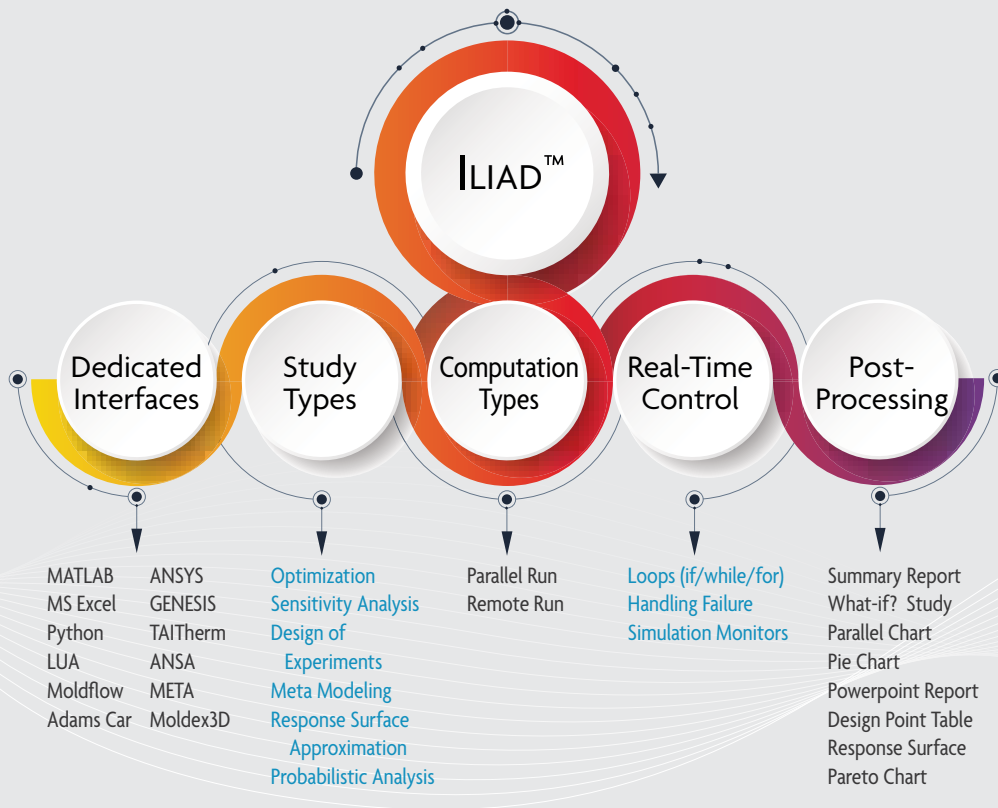 ILIAD™
Dedicated
Interfaces
Study
Types
Computation
Types
Real-Time
Control
Post-
Processing
MATLAB
MS Excel
Python
LUA
Moldflow
Adams Car
ANSYS
GENESIS
TAITherm
ANSA
META
Moldex3D
Optimization
Sensitivity Analysis
Design of
Experiments
Meta Modeling
Response Surface
Approximation
Probabilistic Analysis
Parallel Run
Remote Run
Loops (if/while/for)
Handling Failure
Simulation Monitors
Summary Report
What-if? Study
Parallel Chart
Pie Chart
Powerpoint Report
Design Point Table
Response Surface
Pareto Chart